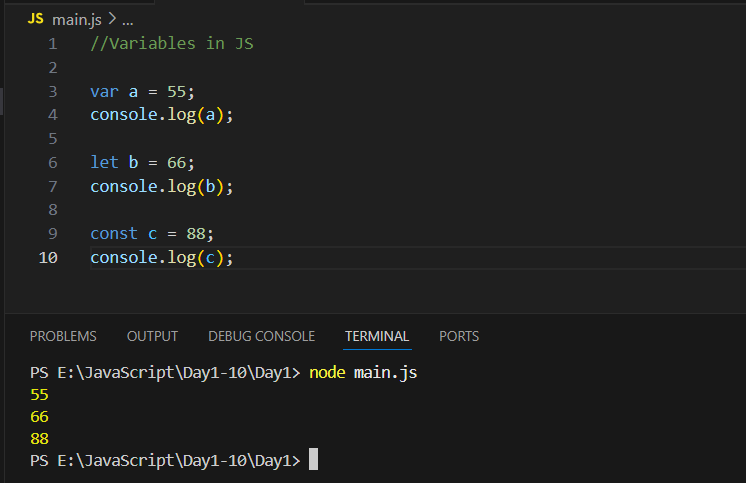 JS main.js > ...
1 //Variables in JS
2
3 var a = 55;
4 console.log(a);
5
6 let b = 66;
7 console.log(b);
8
9 const c = 88;
10 console.log(c);
PROBLEMS OUTPUT DEBUG CONSOLE TERMINAL PORTS
PS E:\JavaScript\Day1-10\Day1> node main.js
55
66
88
PS E:\JavaScript\Day1-10\Day1>